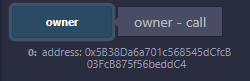 owner
owner - call
0: address: 0x5B38Da6a701c568545dCfcB
03FcB875f56beddC4